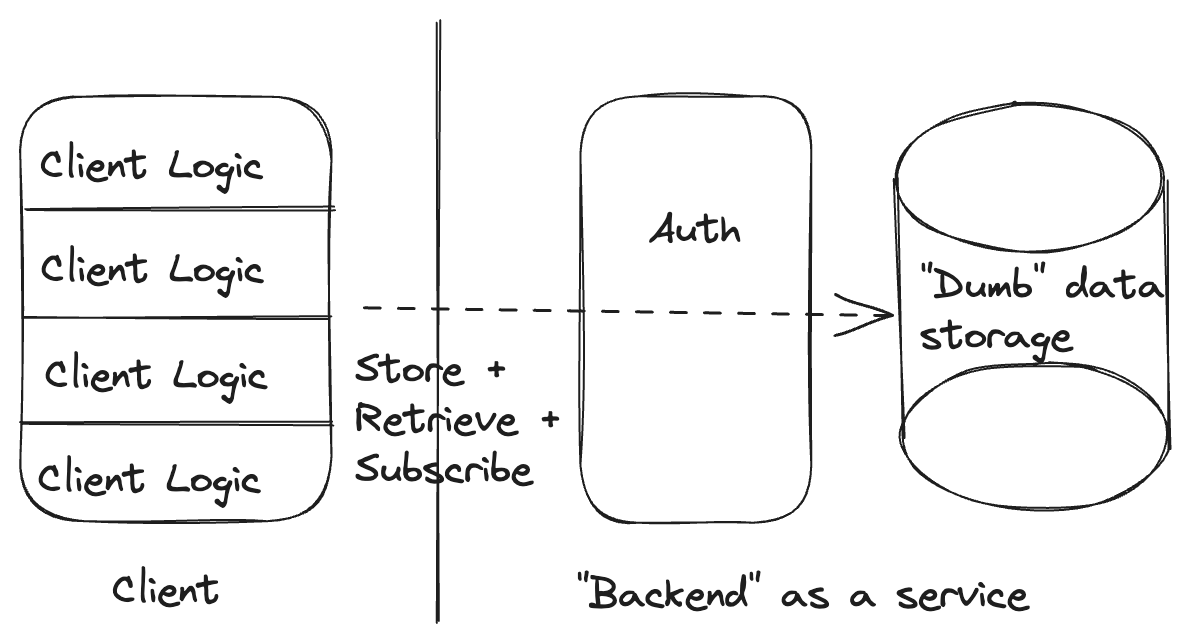 Client Logic
Client Logic
Client Logic
Client Logic
Client
Store +
Retrieve +
Subscribe
Auth
"Dumb" data
storage
"Backend" as a service